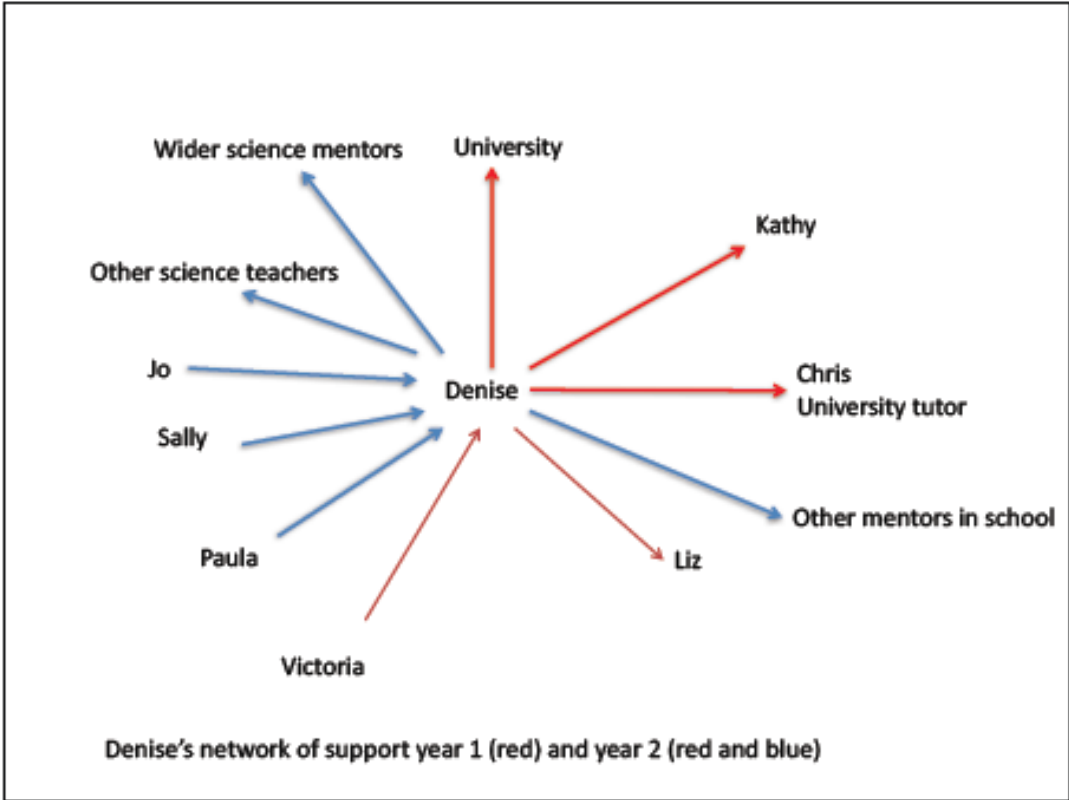 Wider science mentors
University
Kathy
Other science teachers
Jo
Denise
Chris
University tutor
Sally
Other mentors in school
Paula
Liz
Victoria
Denise’s network of support year 1 (red) and year 2 (red and blue)